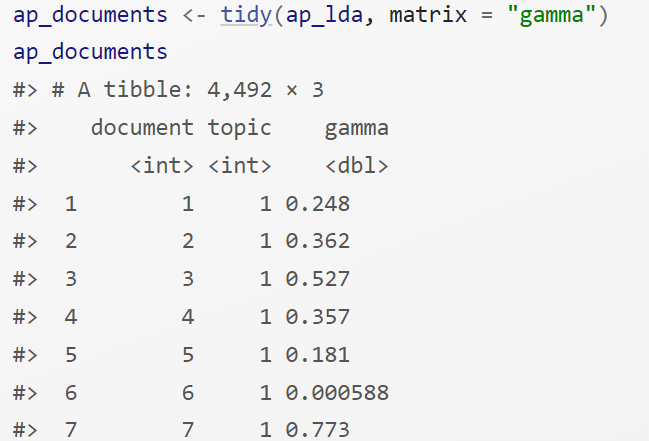 ap_documents <- tidy(ap_lda, matrix = "gamma")
ap_documents
#> # A tibble: 4,492 × 3
#>    document topic    gamma
#>       <int> <int>    <dbl>
#>  1        1     1 0.248
#>  2        2     1 0.362
#>  3        3     1 0.527
#>  4        4     1 0.357
#>  5        5     1 0.181
#>  6        6     1 0.000588
#>  7        7     1 0.773